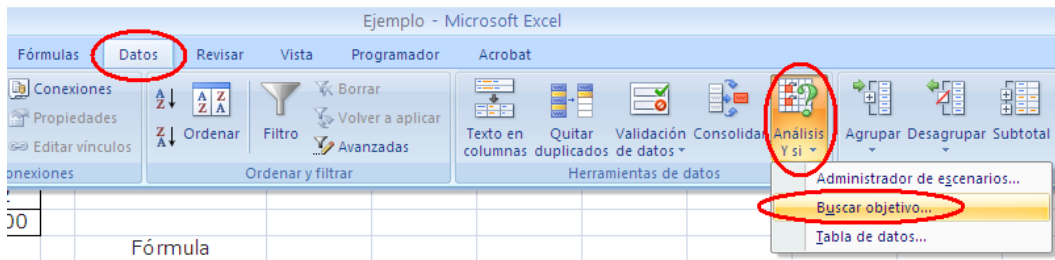 Ejemplo - Microsoft Excel
Fórmulas Datos Revisar Vista Programador Acrobat
Conexiones
Propiedades
Editar vínculos
Ordenar
Filtro
Borrar
Volver a aplicar
Avanzadas
Texto en columnas
Quitar duplicados
Validación de datos
Consolidar
Análisis Y si
Agrupar
Desagrupar
Subtotal
onexiones
Ordenar y filtrar
Herramientas de datos
Administrador de escenarios...
Buscar objetivo...
Tabla de datos...
00
Fórmula